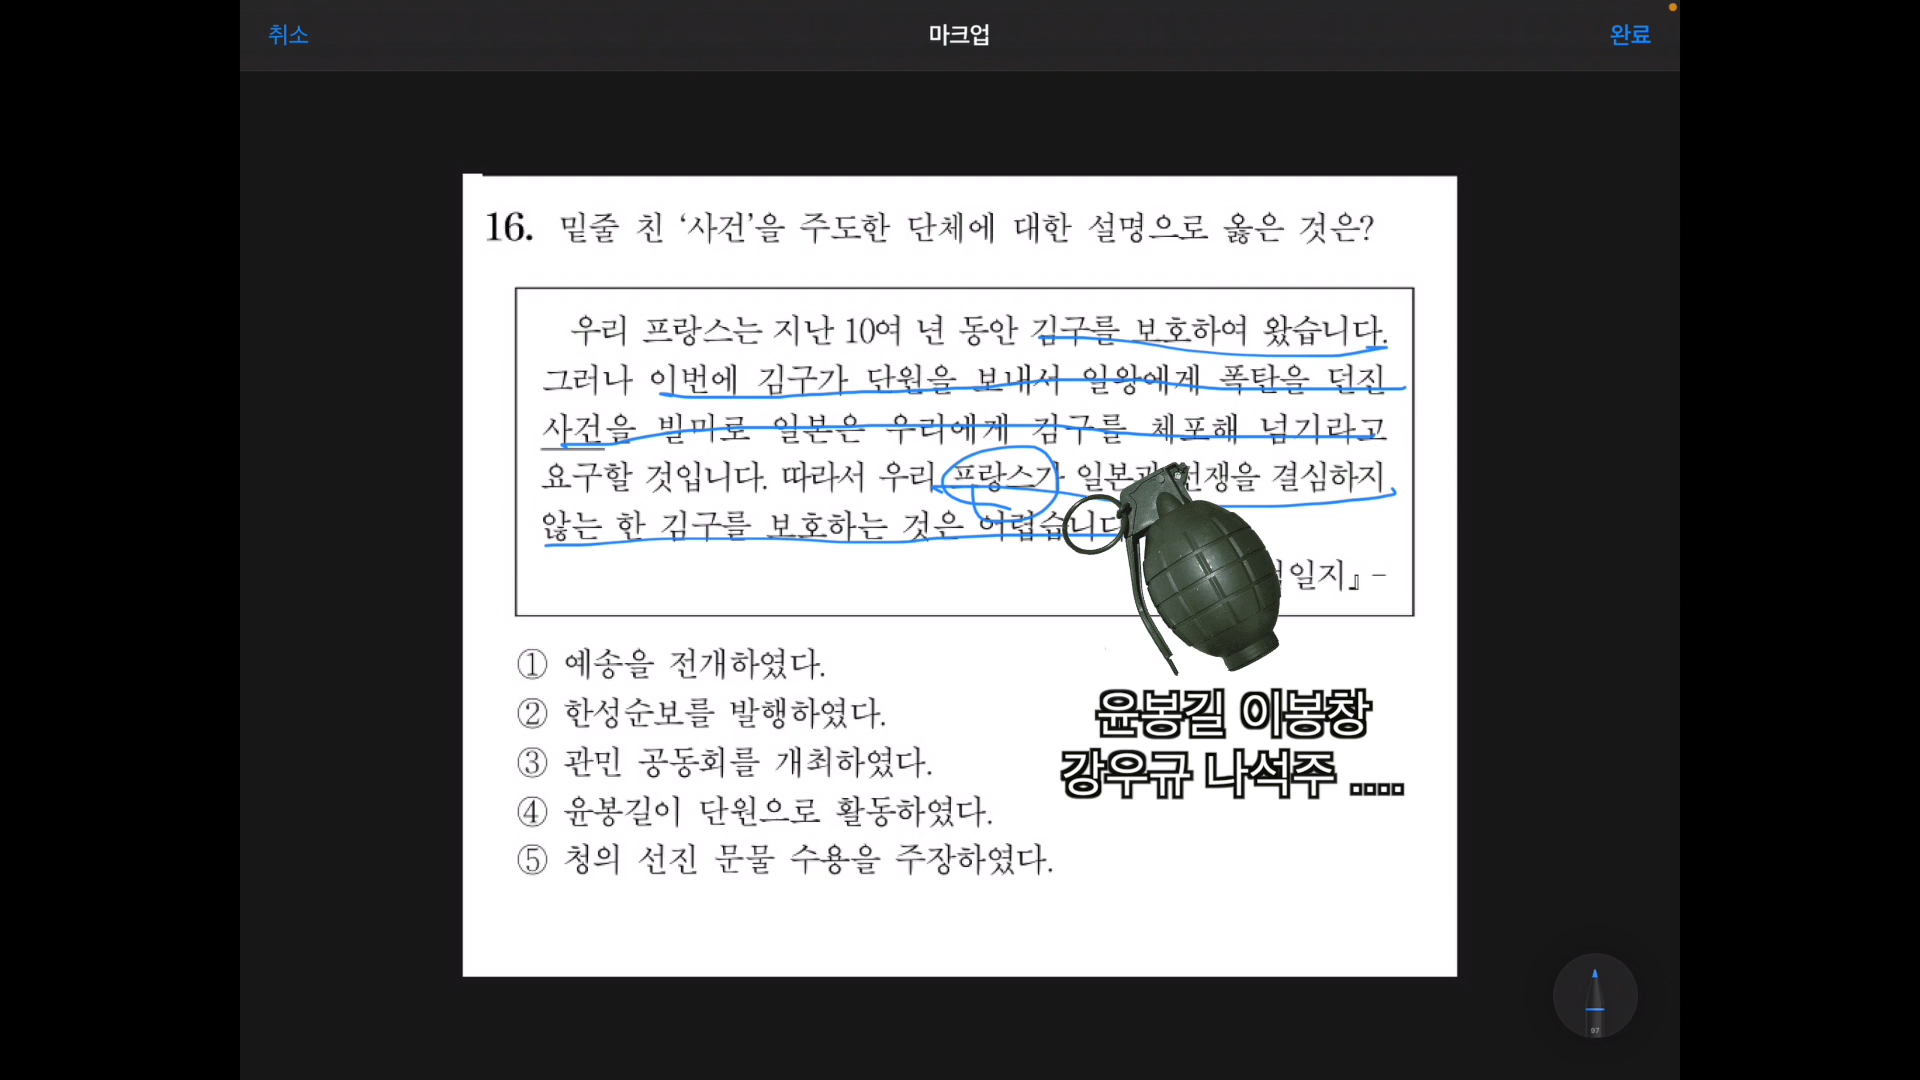 취소
마크업
완료
16. 밑줄 친 ‘사건’을 주도한 단체에 대한 설명으로 옳은 것은?
우리 프랑스는 지난 10여 년 동안 김구를 보호하여 왔습니다.
그러나 이번에 김구가 단원을 보내서 일왕에게 폭탄을 던진
사건을 빌미로 일본은 우리에게 김구를 체포해 넘기라고
요구할 것입니다. 따라서 우리 프랑스가 일본과 전쟁을 결심하지
않는 한 김구를 보호하는 것은 어렵습니다
일지』 -
① 예송을 전개하였다.
② 한성순보를 발행하였다.
③ 관민 공동회를 개최하였다.
④ 윤봉길이 단원으로 활동하였다.
⑤ 청의 선진 문물 수용을 주장하였다.
윤봉길 이봉창
강우규 나석주 ....
97